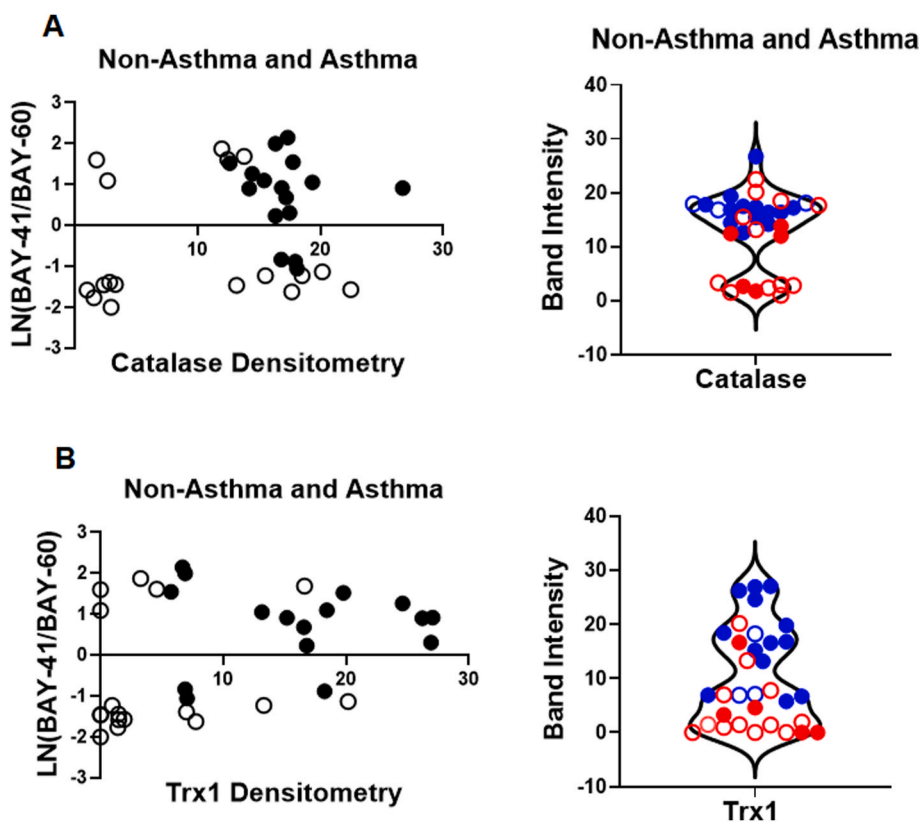 A
Non-Asthma and Asthma
LN(BAY-41/BAY-60)
3
2
1
0
-1
-2
-3
10
20
30
Catalase Densitometry
Non-Asthma and Asthma
Band Intensity
40
30
20
10
0
-10
Catalase
B
Non-Asthma and Asthma
LN(BAY-41/BAY-60)
3
2
1
0
-1
-2
-3
10
20
30
Trx1 Densitometry
Band Intensity
40
30
20
10
0
-10
Trx1